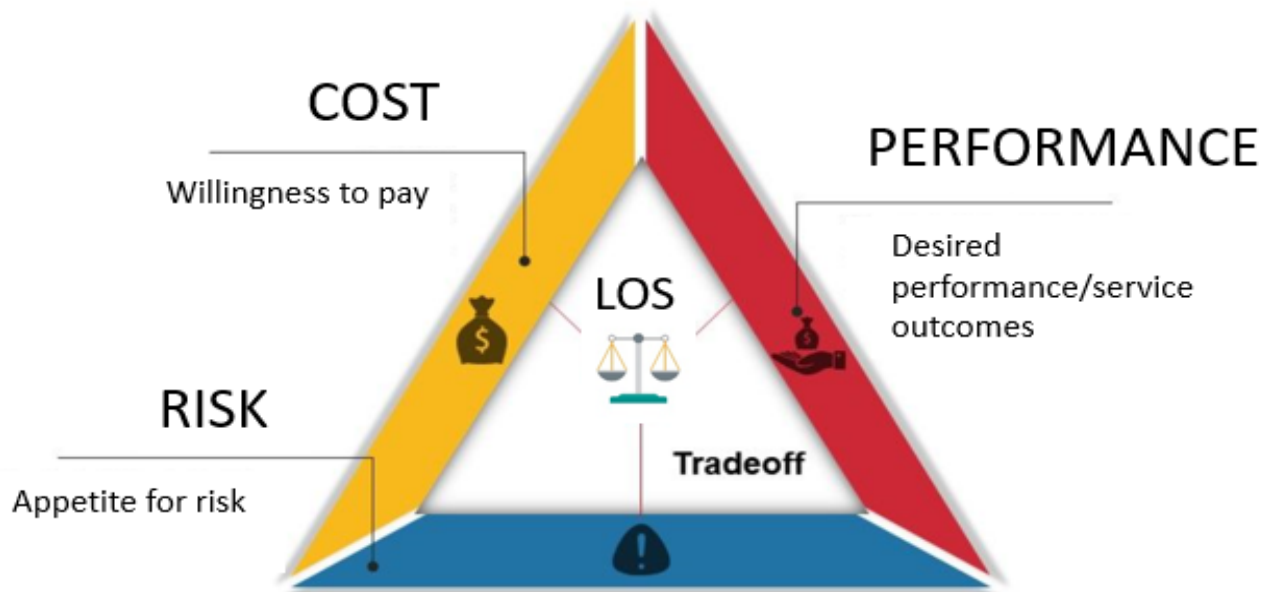 COST
Willingness to pay
PERFORMANCE
Desired
performance/service
outcomes
LOS
$
$
RISK
Appetite for risk
Tradeoff
!